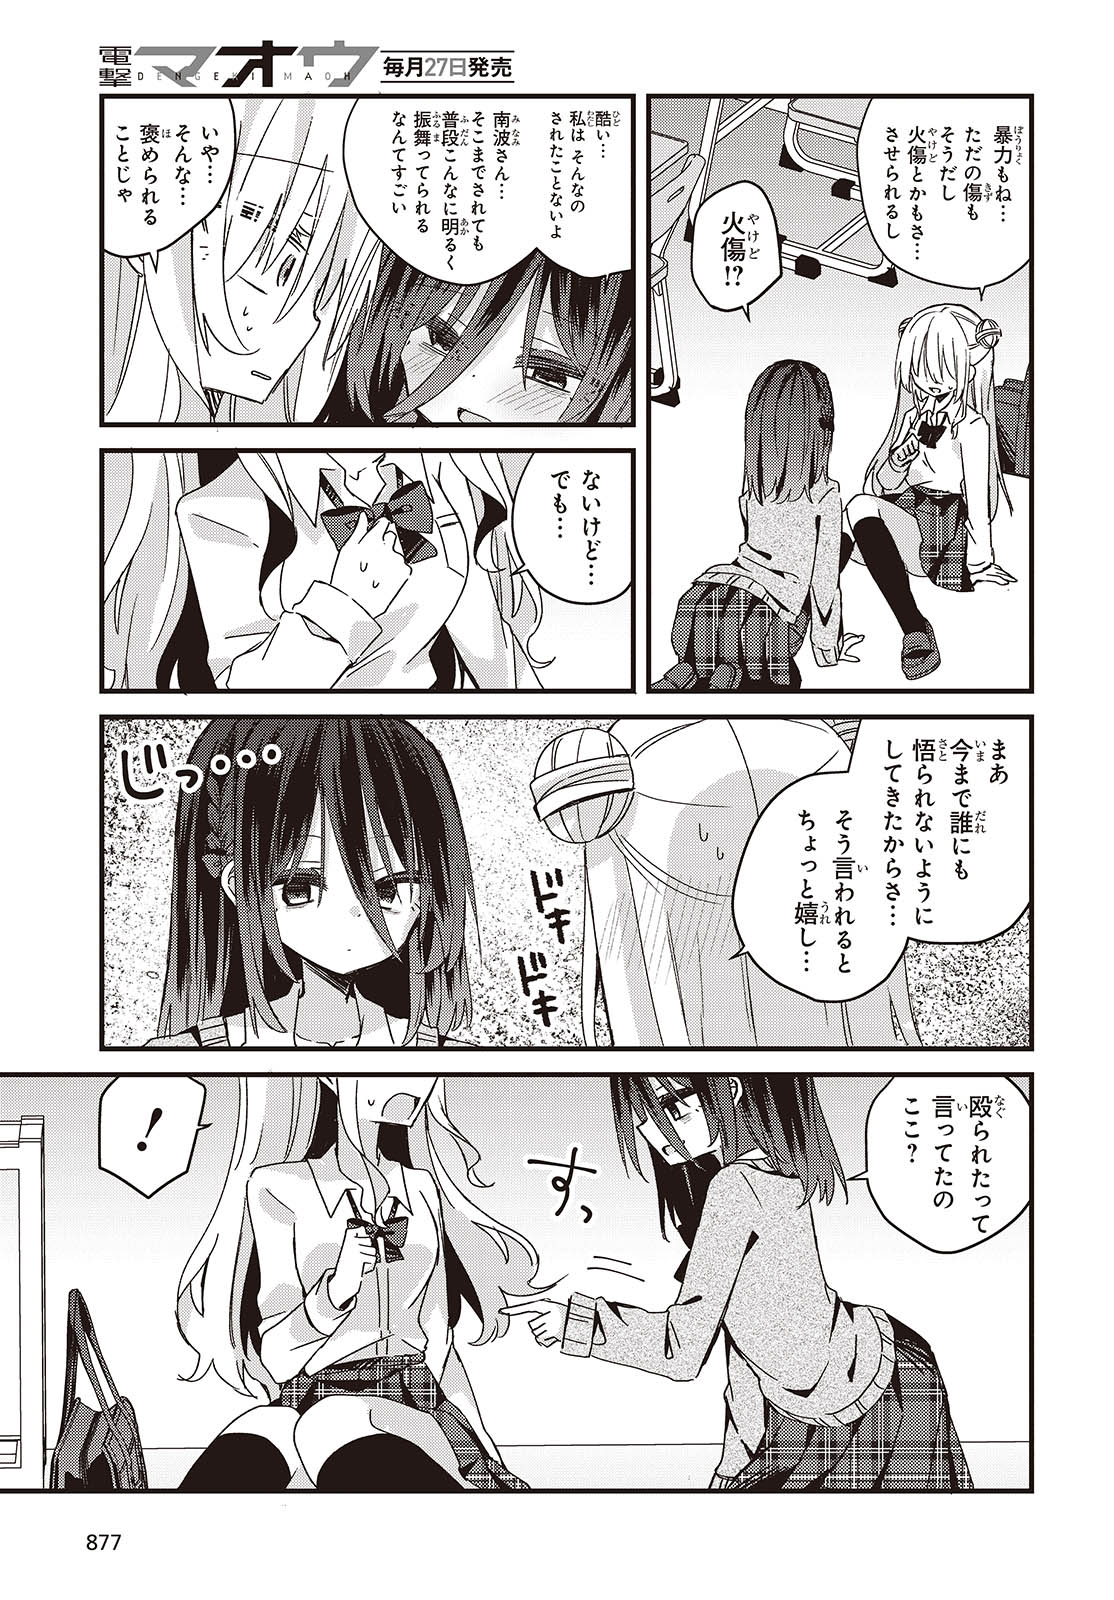 電撃マオウ
DENGEKI MAOH
毎月27日発売
暴力もね…
ただの傷も
そうだし
火傷とかもさ…
させられるし
火傷!?
酷い…
私は そんなの
されたことないよ
南波さん…
そこまでされても
普段こんなに明るく
振舞ってられる
なんてすごい
いや…
そんな…
褒められる
ことじゃ
ないけど…
でも…
まあ
今まで誰にも
悟られないように
してきたからさ…
そう言われると
ちょっと嬉し…
ドキ
ドキ
じっ…
殴られたって
言ってたの
ここ?
すっ
!
877